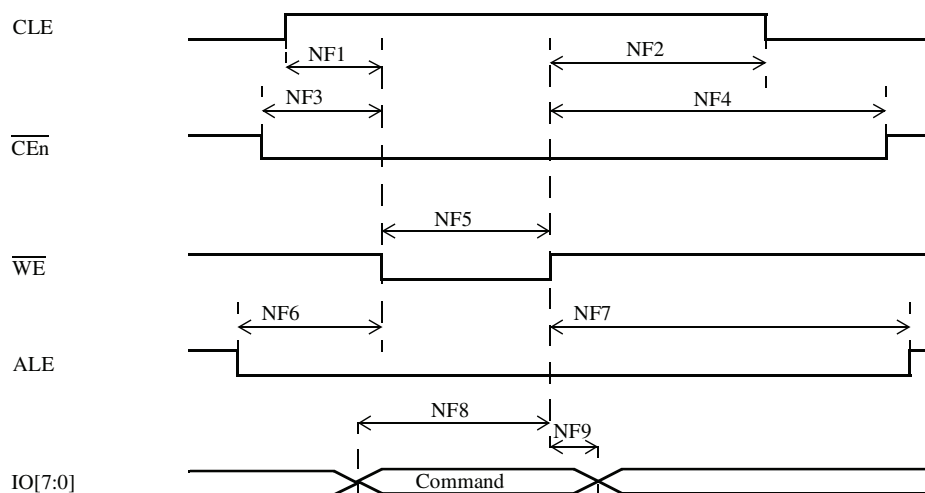 CLE
NF1
NF2
NF3
NF4
CEn
NF5
WE
NF6
NF7
ALE
NF8
NF9
IO[7:0]
Command